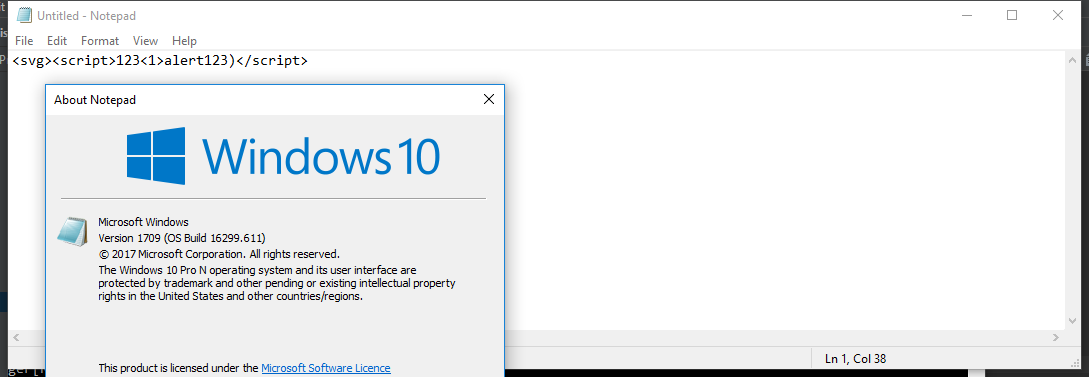 Untitled - Notepad
File Edit Format View Help
<svg><script>123<1>alert123)</script>
About Notepad
Windows 10
Microsoft Windows
Version 1709 (OS Build 16299.611)
© 2017 Microsoft Corporation. All rights reserved.
The Windows 10 Pro N operating system and its user interface are
protected by trademark and other pending or existing intellectual property
rights in the United States and other countries/regions.
This product is licensed under the Microsoft Software Licence
Ln 1, Col 38